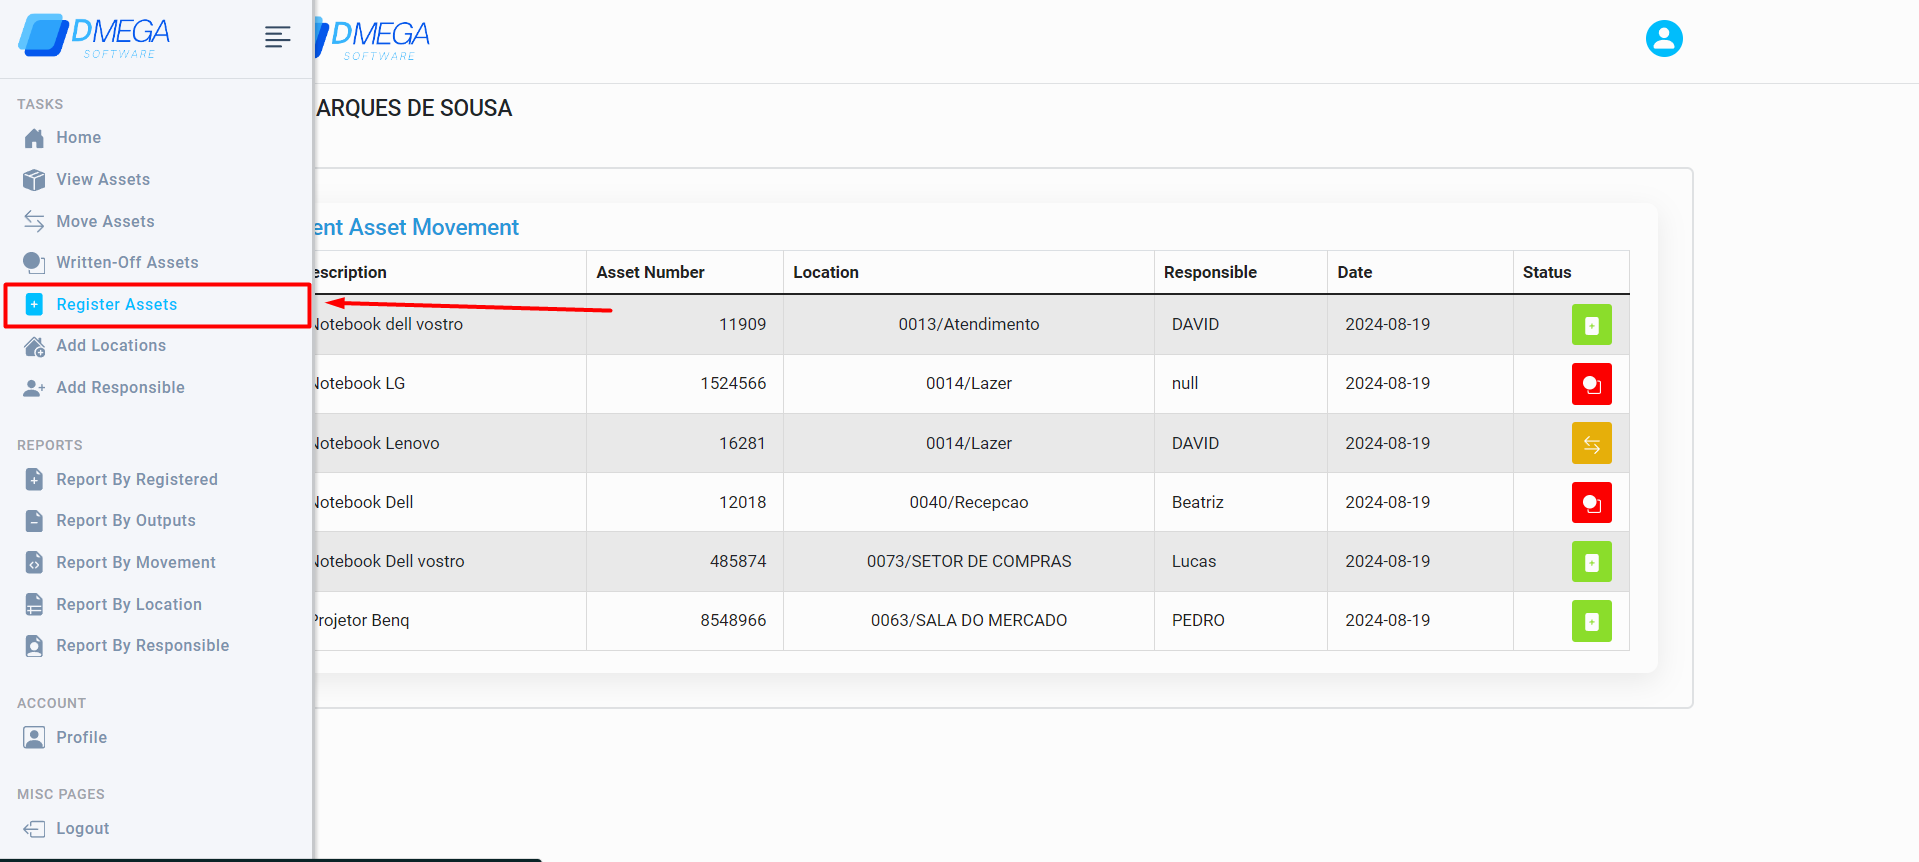 DMEGA
SOFTWARE
DMEGA
SOFTWARE
TASKS
Home
View Assets
Move Assets
Written-Off Assets
Register Assets
Add Locations
Add Responsible
REPORTS
Report By Registered
Report By Outputs
Report By Movement
Report By Location
Report By Responsible
ACCOUNT
Profile
MISC PAGES
Logout
ARQUES DE SOUSA
ent Asset Movement
escription Asset Number Location Responsible Date Status
Notebook dell vostro 11909 0013/Atendimento DAVID 2024-08-19
Notebook LG 1524566 0014/Lazer null 2024-08-19
Notebook Lenovo 16281 0014/Lazer DAVID 2024-08-19
Notebook Dell 12018 0040/Recepcao Beatriz 2024-08-19
Notebook Dell vostro 485874 0073/SETOR DE COMPRAS Lucas 2024-08-19
Projetor Benq 8548966 0063/SALA DO MERCADO PEDRO 2024-08-19